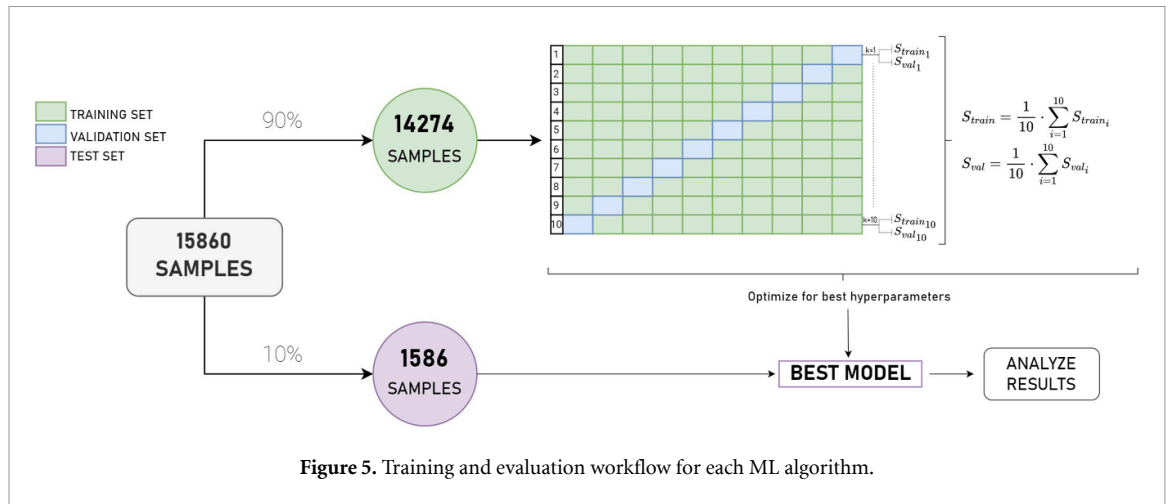 TRAINING SET
VALIDATION SET
TEST SET
90%
14274
SAMPLES
15860
SAMPLES
10%
1586
SAMPLES
1
2
3
4
5
6
7
8
9
10
k=1
S_train_1
S_val_1
k=10
S_train_10
S_val_10
S_train = 1/10 · ∑_{i=1}^{10} S_train_i
S_val = 1/10 · ∑_{i=1}^{10} S_val_i
Optimize for best hyperparameters
BEST MODEL
ANALYZE
RESULTS
Figure 5. Training and evaluation workflow for each ML algorithm.